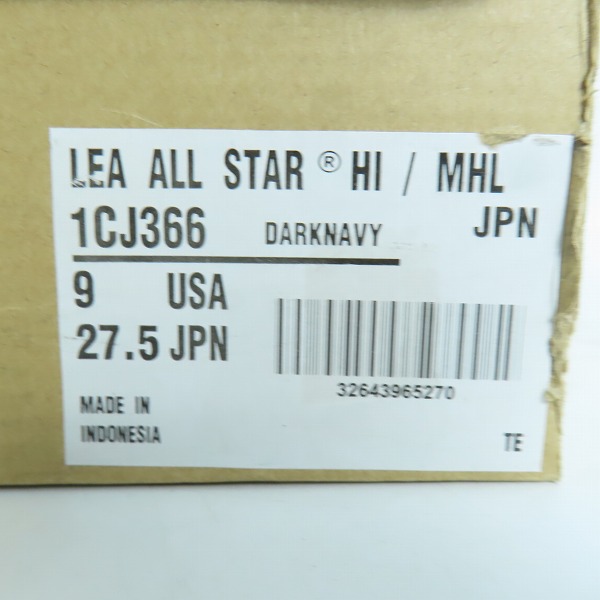 LEA ALL STAR ® HI / MHL
1CJ366 DARKNAVY JPN
9 USA
27.5 JPN
32643965270
MADE IN
INDONESIA
TE